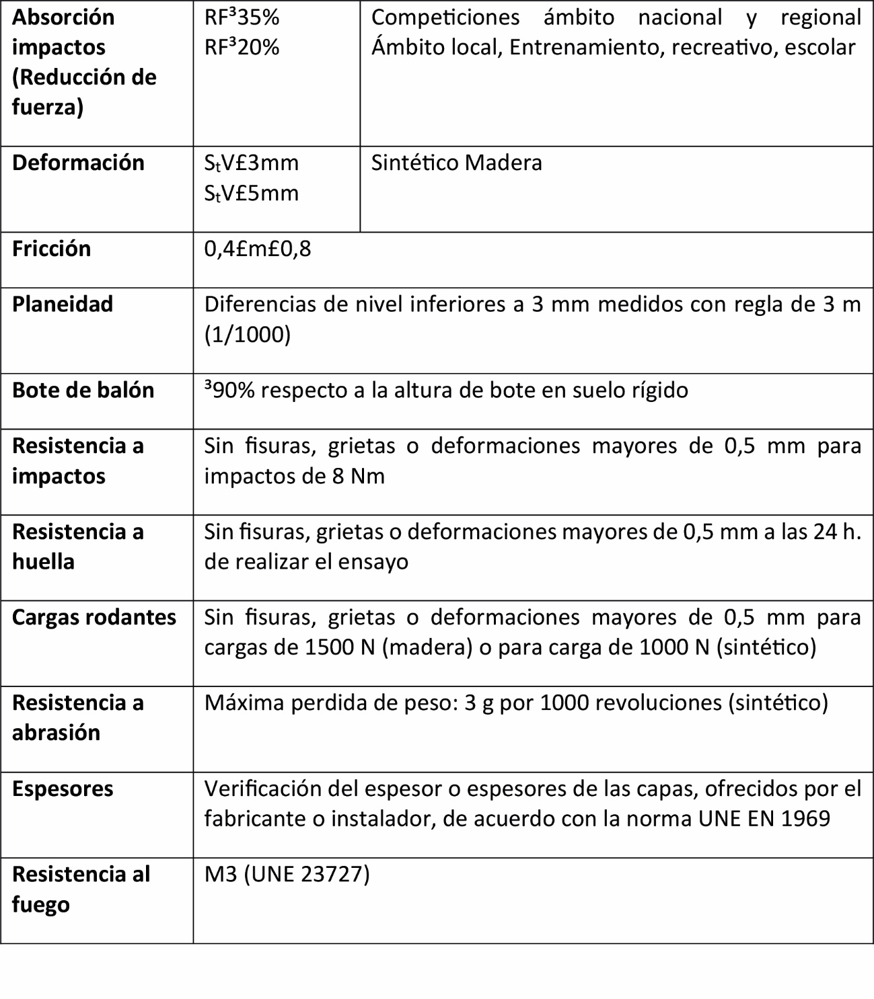 Absorción
impactos
(Reducción de
fuerza)
RF³35%
RF³20%
Competiciones ámbito nacional y regional
Ámbito local, Entrenamiento, recreativo, escolar
Deformación
StV£3mm
StV£5mm
Sintético Madera
Fricción
0,4£m£0,8
Planeidad
Diferencias de nivel inferiores a 3 mm medidos con regla de 3 m
(1/1000)
Bote de balón
³90% respecto a la altura de bote en suelo rígido
Resistencia a
impactos
Sin fisuras, grietas o deformaciones mayores de 0,5 mm para
impactos de 8 Nm
Resistencia a
huella
Sin fisuras, grietas o deformaciones mayores de 0,5 mm a las 24 h.
de realizar el ensayo
Cargas rodantes
Sin fisuras, grietas o deformaciones mayores de 0,5 mm para
cargas de 1500 N (madera) o para carga de 1000 N (sintético)
Resistencia a
abrasión
Máxima perdida de peso: 3 g por 1000 revoluciones (sintético)
Espesores
Verificación del espesor o espesores de las capas, ofrecidos por el
fabricante o instalador, de acuerdo con la norma UNE EN 1969
Resistencia al
fuego
M3 (UNE 23727)